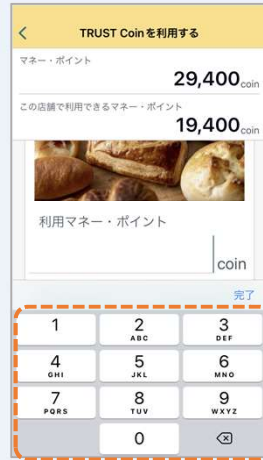 TRUST Coinを利用する
マネー・ポイント
29,400coin
この店舗で利用できるマネー・ポイント
19,400coin
利用マネー・ポイント
coin
完了
1 2 3
ABC DEF
4 5 6
GHI JKL MNO
7 8 9
PQRS TUV WXYZ
0